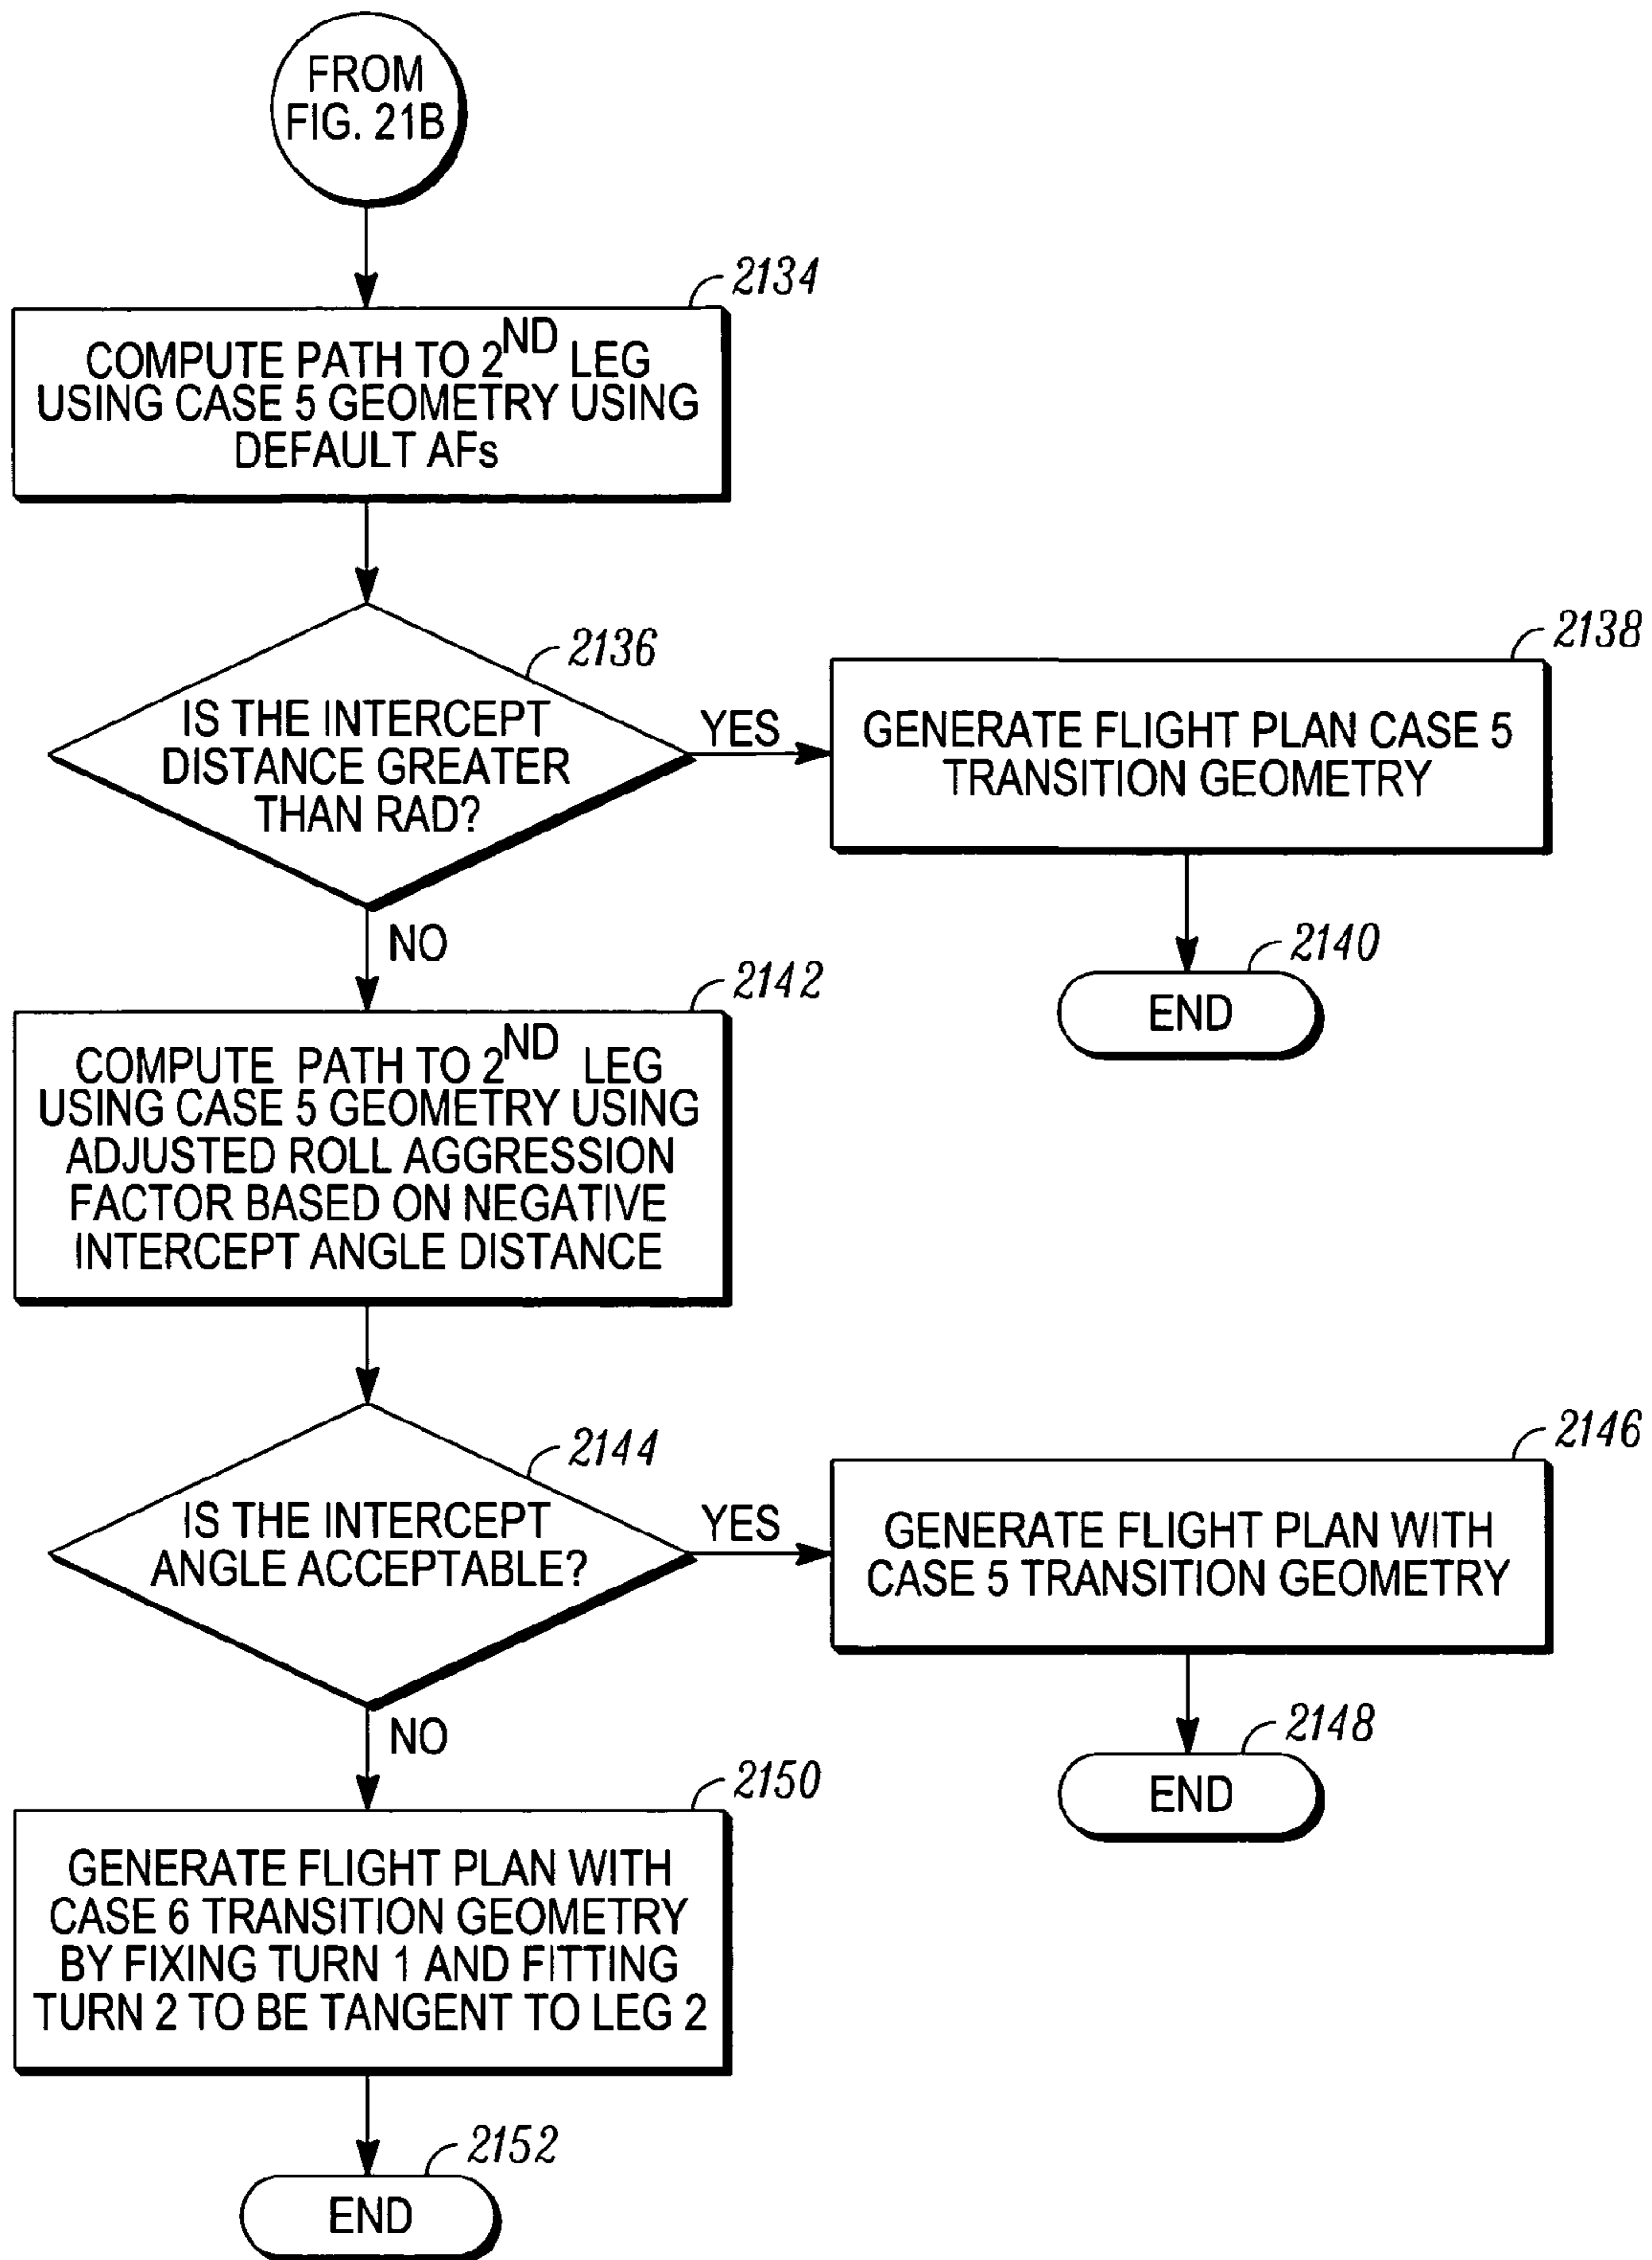 FROM
FIG. 21B
2134
COMPUTE PATH TO 2ND LEG
USING CASE 5 GEOMETRY USING
DEFAULT AFs
2136
IS THE INTERCEPT
DISTANCE GREATER
THAN RAD?
YES
2138
GENERATE FLIGHT PLAN CASE 5
TRANSITION GEOMETRY
2140
END
NO
2142
COMPUTE PATH TO 2ND LEG
USING CASE 5 GEOMETRY USING
ADJUSTED ROLL AGGRESSION
FACTOR BASED ON NEGATIVE
INTERCEPT ANGLE DISTANCE
2144
IS THE INTERCEPT
ANGLE ACCEPTABLE?
YES
2146
GENERATE FLIGHT PLAN WITH
CASE 5 TRANSITION GEOMETRY
2148
END
NO
2150
GENERATE FLIGHT PLAN WITH
CASE 6 TRANSITION GEOMETRY
BY FIXING TURN 1 AND FITTING
TURN 2 TO BE TANGENT TO LEG 2
2152
END